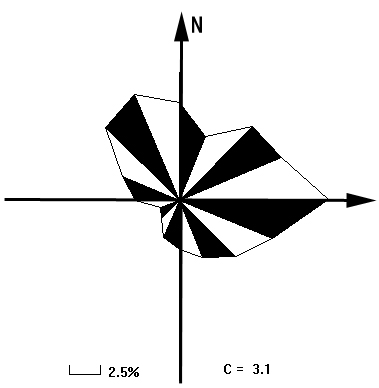 N
2.5%
C = 3.1